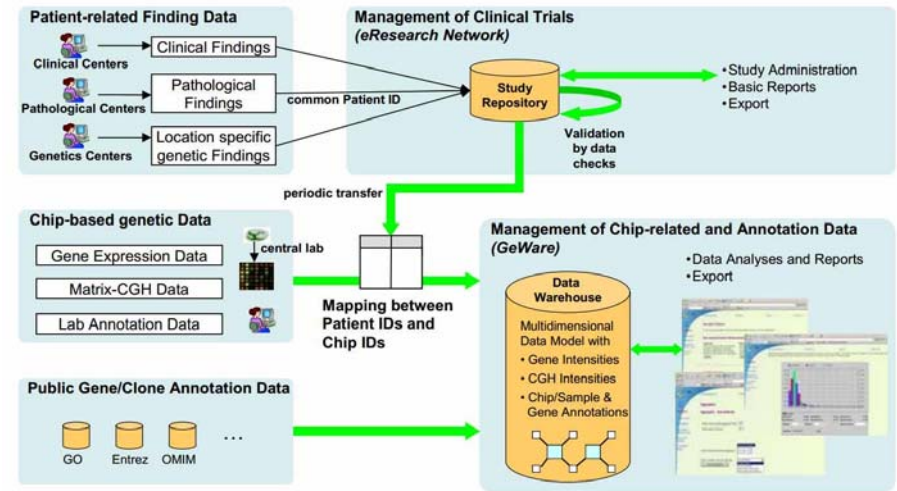 Patient-related Finding Data
Clinical Centers
Clinical Findings
Pathological Centers
Pathological
Findings
Genetics Centers
Location specific
genetic Findings
common Patient ID
Management of Clinical Trials
(eResearch Network)
Study
Repository
•Study Administration
•Basic Reports
•Export
Validation
by data
checks
periodic transfer
Chip-based genetic Data
Gene Expression Data
Matrix-CGH Data
Lab Annotation Data
central lab
Mapping between
Patient IDs and
Chip IDs
Public Gene/Clone Annotation Data
GO
Entrez
OMIM
...
Management of Chip-related and Annotation Data
(GeWare)
Data
Warehouse
Multidimensional
Data Model with
• Gene Intensities
• CGH Intensities
• Chip/Sample &
Gene Annotations
•Data Analyses and Reports
•Export